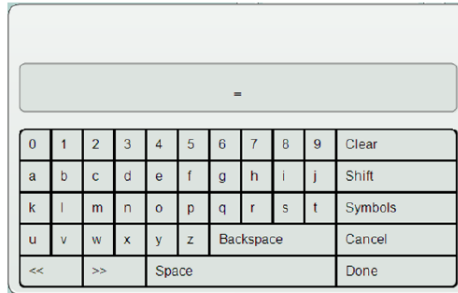 =
0 1 2 3 4 5 6 7 8 9 Clear
a b c d e f g h i j Shift
k l m n o p q r s t Symbols
u v w x y z Backspace Cancel
<< >> Space Done